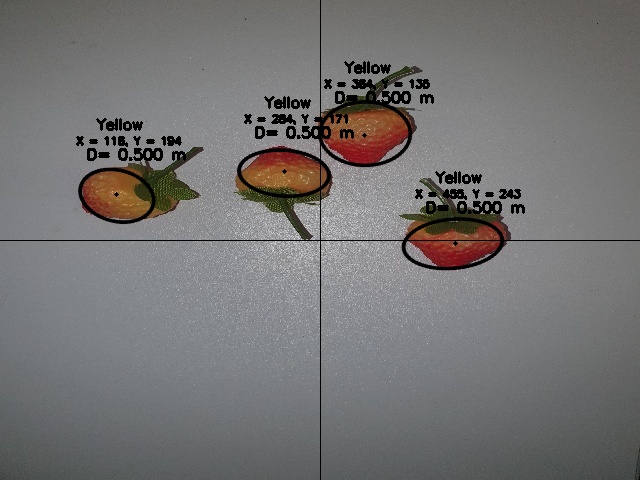 Yellow
X = 116, Y = 194
D= 0.500 m
Yellow
X = 284, Y = 171
D= 0.500 m
Yellow
X = 364, Y = 135
D= 0.500 m
Yellow
X = 455, Y = 243
D= 0.500 m